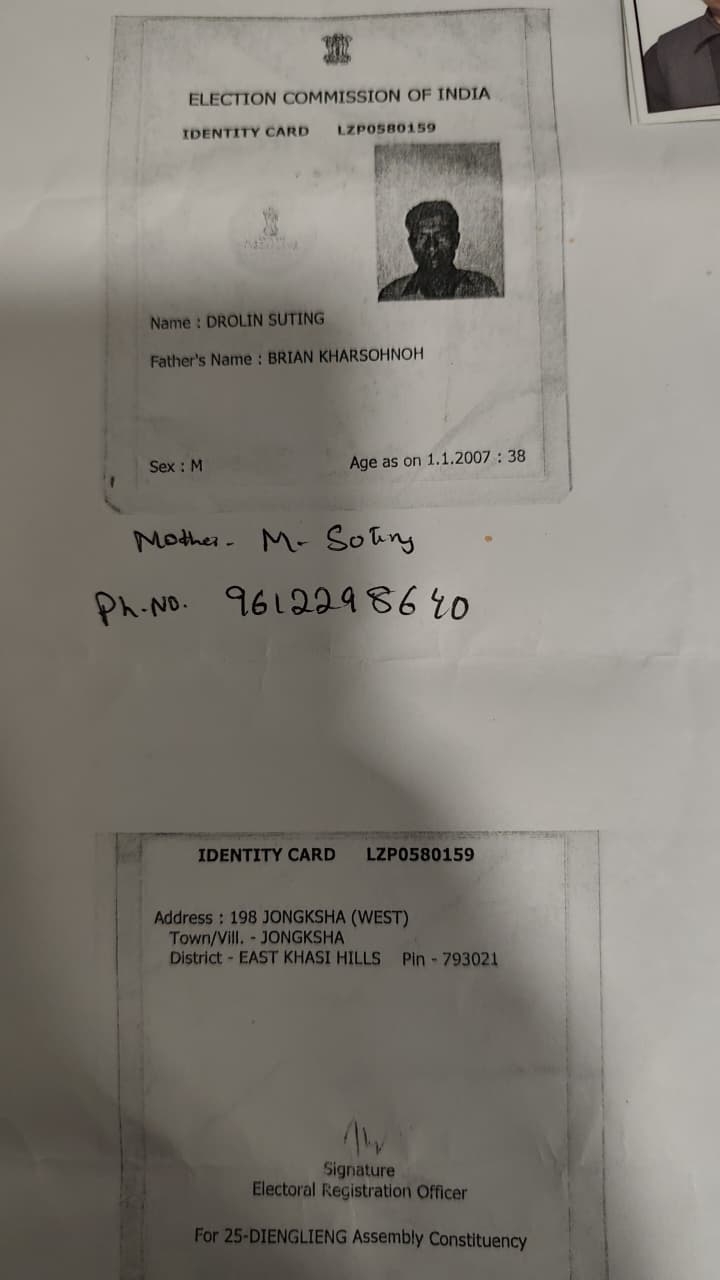 ELECTION COMMISSION OF INDIA
IDENTITY CARD LZP0580159
Name : DROLIN SUTING
Father's Name : BRIAN KHARSOHNOH
Sex : M Age as on 1.1.2007 : 38
Mother - M- Soting
Ph.NO. 9612298640
IDENTITY CARD LZP0580159
Address : 198 JONGKSHA (WEST)
Town/Vill. - JONGKSHA
District - EAST KHASI HILLS Pin - 793021
Signature
Electoral Registration Officer
For 25-DIENGLIENG Assembly Constituency